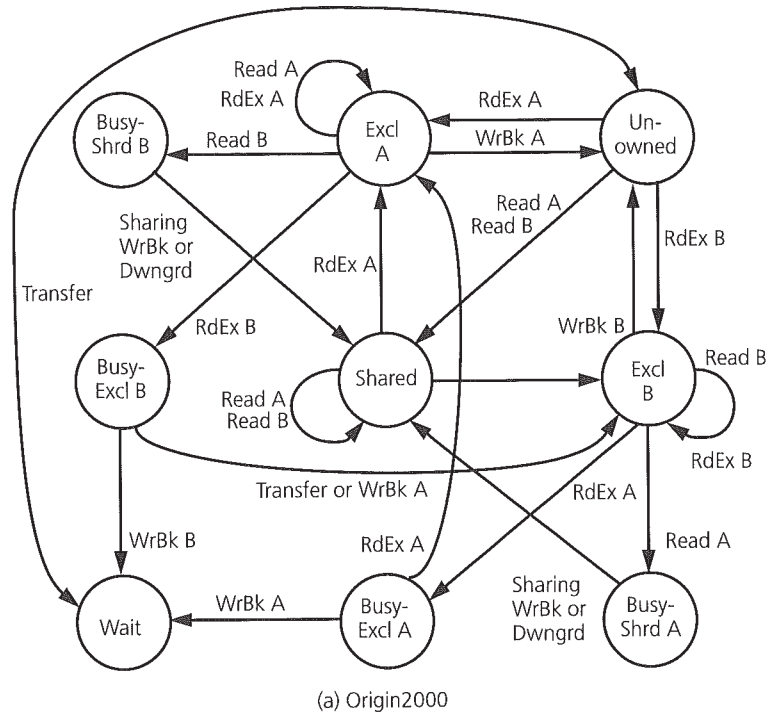 Read A
RdEx A
Busy-
Shrd B
Read B
Excl
A
RdEx A
WrBk A
Un-
owned
Sharing
WrBk or
Dwngrd
Read A
Read B
RdEx B
Transfer
RdEx A
RdEx B
WrBk B
Busy-
Excl B
Read A
Read B
Shared
Excl
B
Read B
RdEx B
Transfer or WrBk A
RdEx A
WrBk B
RdEx A
Read A
Wait
WrBk A
Busy-
Excl A
Sharing
WrBk or
Dwngrd
Busy-
Shrd A
(a) Origin2000